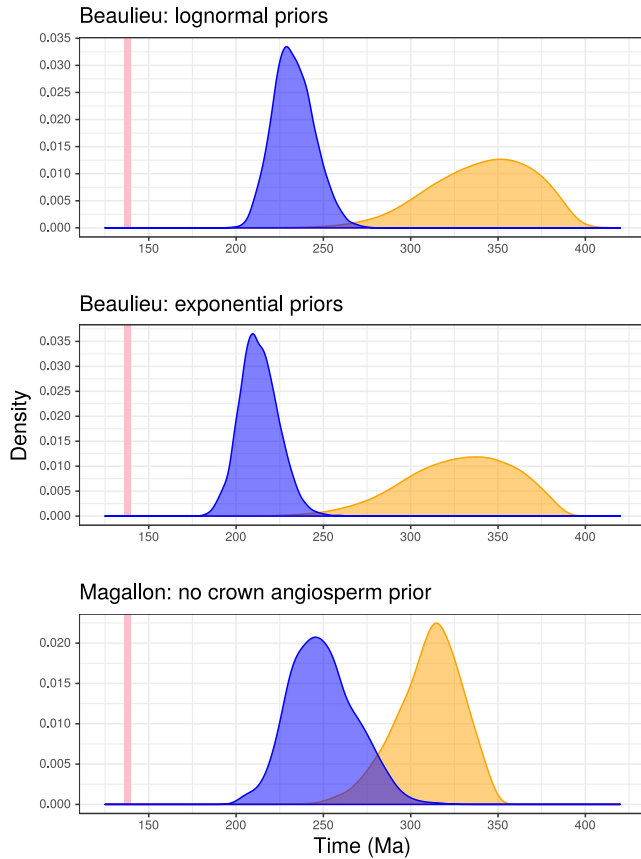 Beaulieu: lognormal priors
0.035
0.030
0.025
0.020
0.015
0.010
0.005
0.000
150 200 250 300 350 400
Beaulieu: exponential priors
0.035
0.030
0.025
0.020
0.015
0.010
0.005
0.000
150 200 250 300 350 400
Density
Magallon: no crown angiosperm prior
0.020
0.015
0.010
0.005
0.000
150 200 250 300 350 400
Time (Ma)